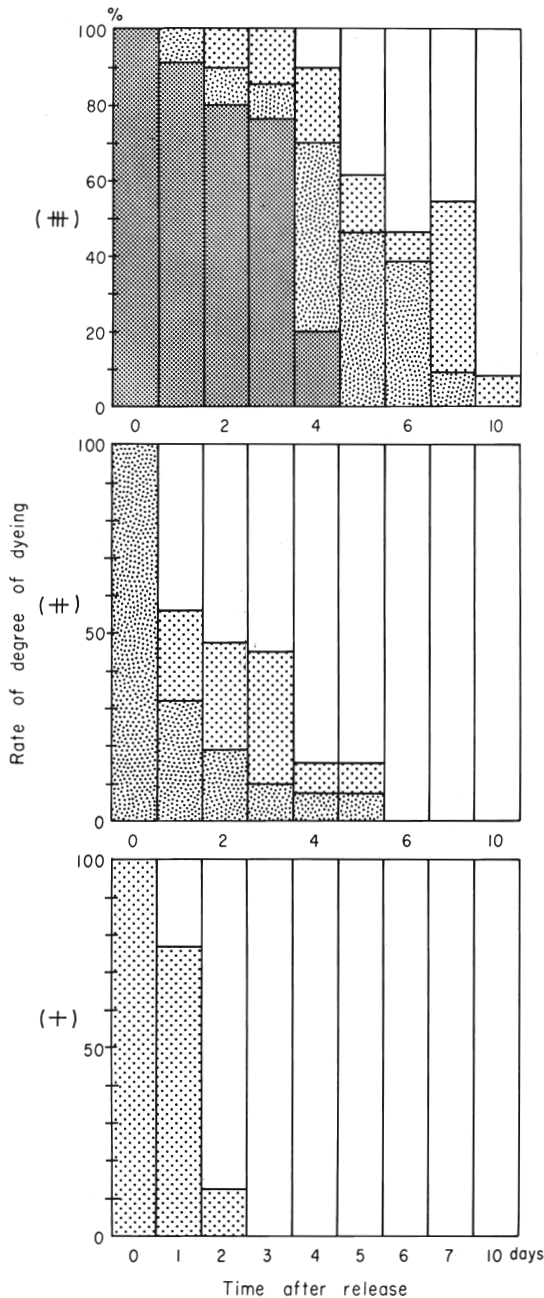 %
100
80
60
(卌)
40
20
0
0 2 4 6 10
100
(卄)
50
0
0 2 4 6 10
100
(+)
50
0
0 1 2 3 4 5 6 7 10 days
Time after release
Rate of degree of dyeing